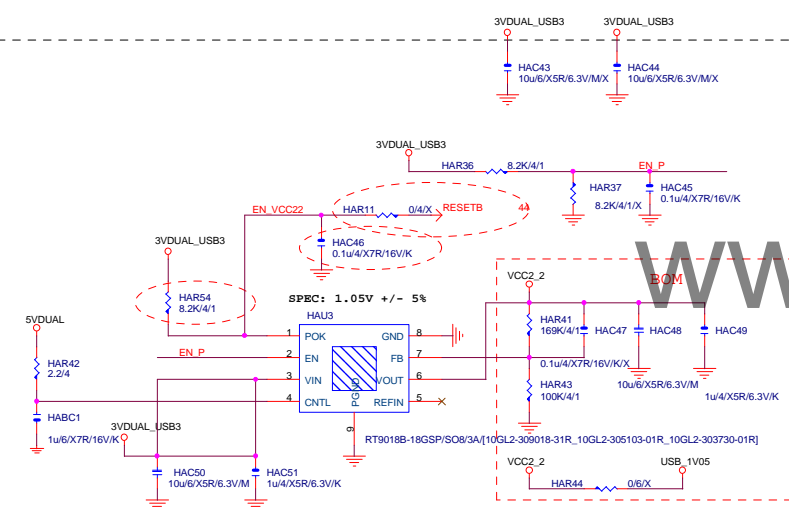 3VDUAL_USB3 3VDUAL_USB3
HAC43 HAC44
10u/6/X5R/6.3V/M/X 10u/6/X5R/6.3V/M/X
3VDUAL_USB3
HAR36 8.2K/4/1 EN_P
HAR37 HAC45
8.2K/4/1/X 0.1u/4/X7R/16V/K
EN_VCC22 HAR11 0/4/X RESETB 44
HAC46
0.1u/4/X7R/16V/K
3VDUAL_USB3
WW
BOM
VCC2_2
HAR54
8.2K/4/1
SPEC: 1.05V +/- 5%
5VDUAL
HAU3
HAR41
169K/4/1
HAC47 HAC48 HAC49
1 POK GND 8
EN_P 2 EN FB 7
0.1u/4/X7R/16V/K/X
HAR42
2.2/4
3 VIN VOUT 6
10u/6/X5R/6.3V/M
HAR43
100K/4/1
1u/4/X5R/6.3V/K
4 CNTL REFIN 5
PGND
9
HABC1
1u/6/X7R/16V/K
3VDUAL_USB3
RT9018B-18GSP/SO8/3A/[10GL2-309018-31R_10GL2-305103-01R_10GL2-303730-01R]
HAC50 HAC51
10u/6/X5R/6.3V/M 1u/4/X5R/6.3V/K
VCC2_2 USB_1V05
HAR44 0/6/X